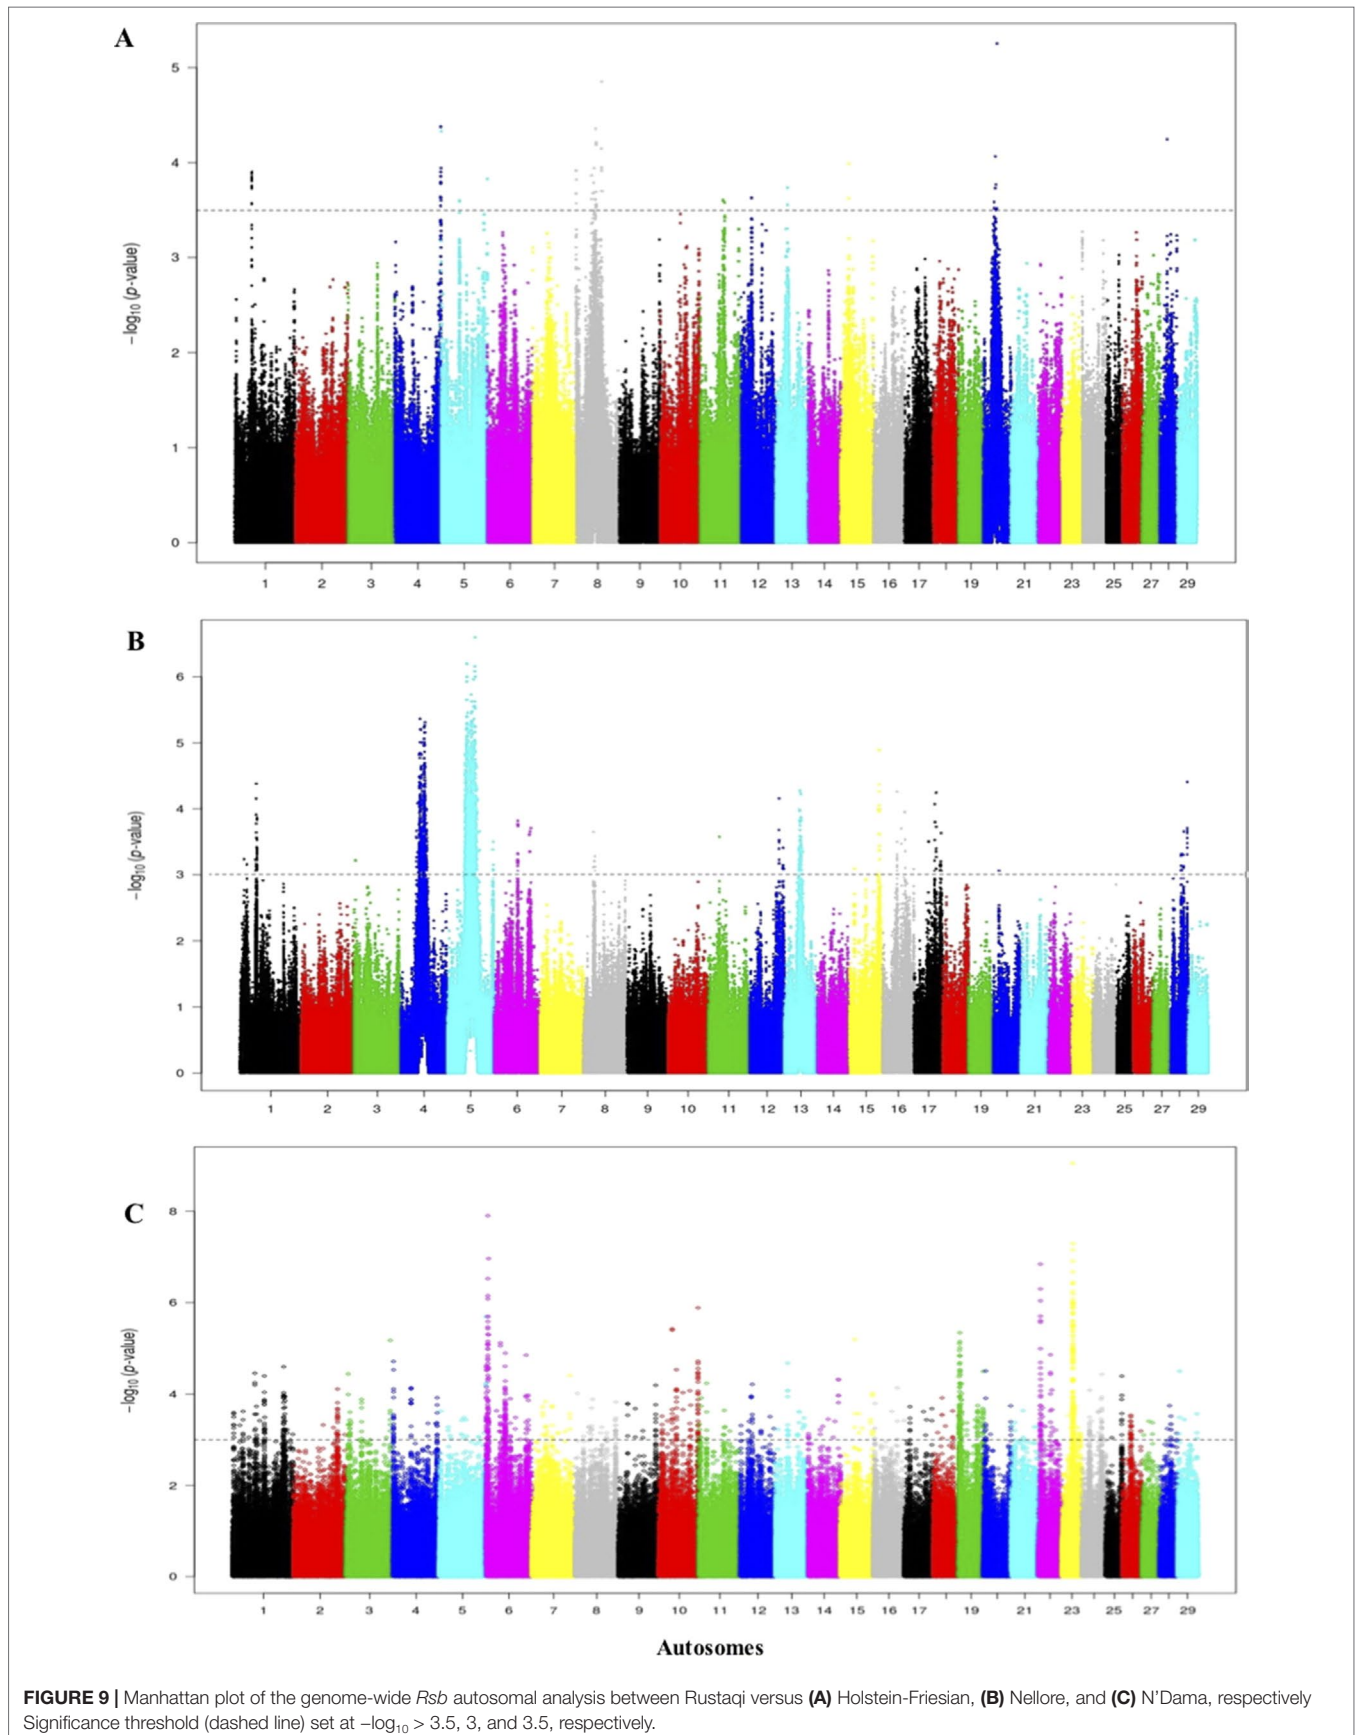 A
5
4
3
2
1
0
−log10 (p-value)
1 2 3 4 5 6 7 8 9 10 11 12 13 14 15 16 17 19 21 23 25 27 29
B
6
5
4
3
2
1
0
−log10 (p-value)
1 2 3 4 5 6 7 8 9 10 11 12 13 14 15 16 17 19 21 23 25 27 29
C
8
6
4
2
0
−log10 (p-value)
1 2 3 4 5 6 7 8 9 10 11 12 13 14 15 16 17 19 21 23 25 27 29
Autosomes
FIGURE 9 | Manhattan plot of the genome-wide Rsb autosomal analysis between Rustaqi versus (A) Holstein-Friesian, (B) Nellore, and (C) N’Dama, respectively
Significance threshold (dashed line) set at −log10 > 3.5, 3, and 3.5, respectively.